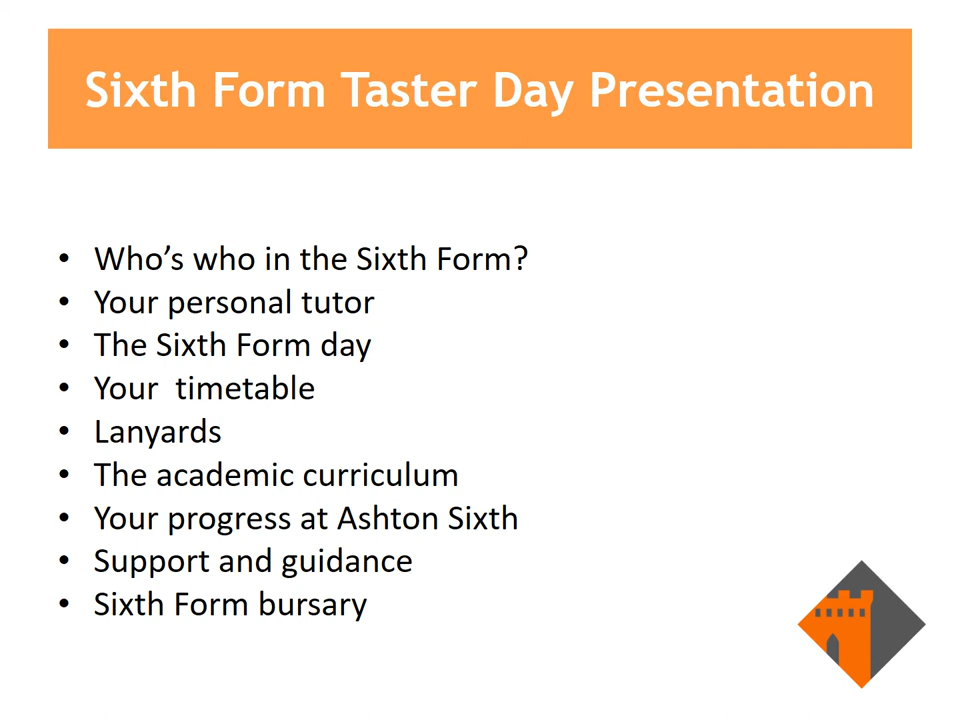 Sixth Form Taster Day Presentation
• Who’s who in the Sixth Form?
• Your personal tutor
• The Sixth Form day
• Your  timetable
• Lanyards
• The academic curriculum
• Your progress at Ashton Sixth
• Support and guidance
• Sixth Form bursary